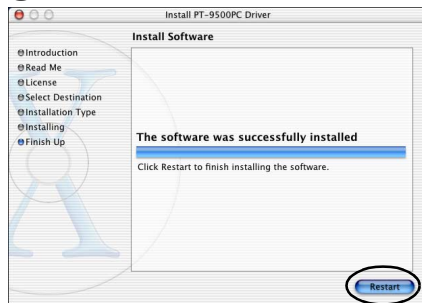 Install PT-9500PC Driver
Install Software
Introduction
Read Me
License
Select Destination
Installation Type
Installing
Finish Up
The software was successfully installed
Click Restart to finish installing the software.
Restart